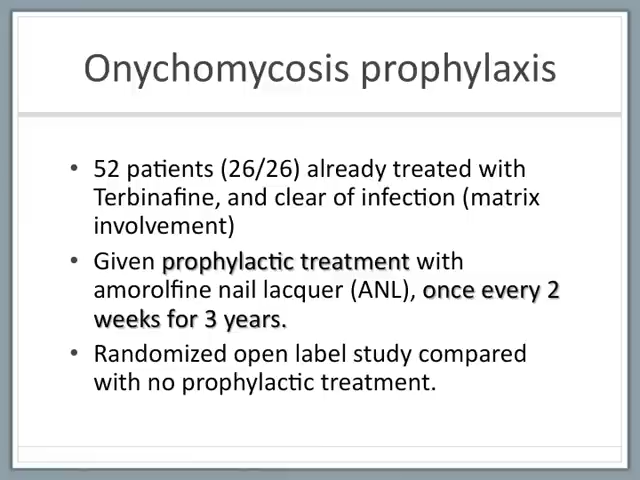 Onychomycosis prophylaxis
• 52 patients (26/26) already treated with
Terbinafine, and clear of infection (matrix
involvement)
• Given prophylactic treatment with
amorolfine nail lacquer (ANL), once every 2
weeks for 3 years.
• Randomized open label study compared
with no prophylactic treatment.